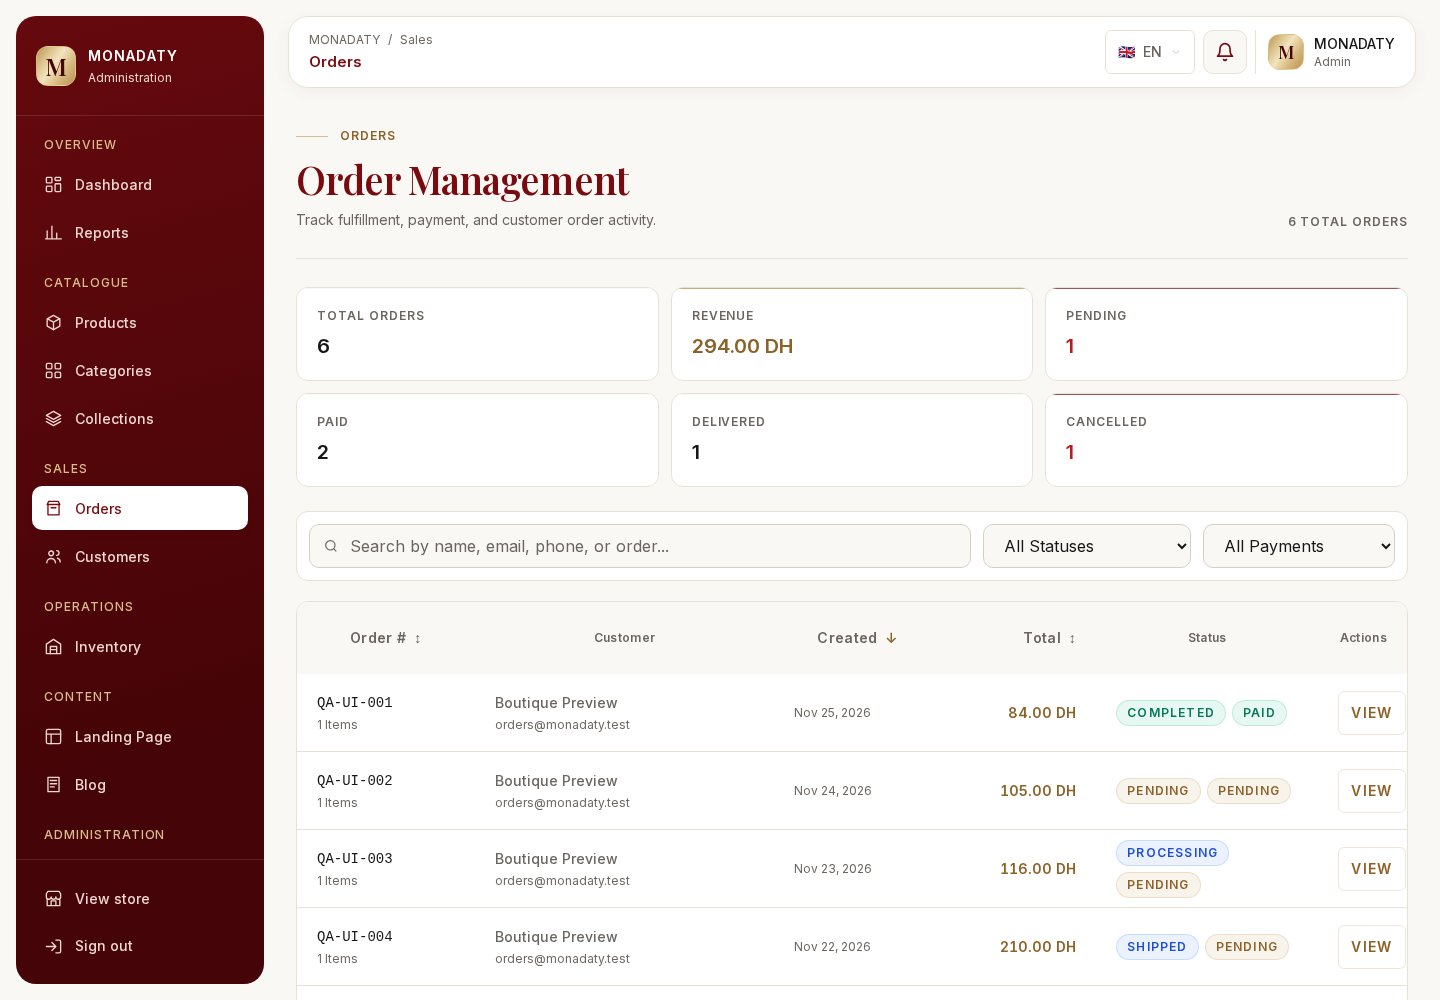 M
MONADATY
Administration
OVERVIEW
Dashboard
Reports
CATALOGUE
Products
Categories
Collections
SALES
Orders
Customers
OPERATIONS
Inventory
CONTENT
Landing Page
Blog
ADMINISTRATION
View store
Sign out
MONADATY / Sales
Orders
EN
M
MONADATY
Admin
ORDERS
Order Management
Track fulfillment, payment, and customer order activity.
6 TOTAL ORDERS
TOTAL ORDERS
6
REVENUE
294.00 DH
PENDING
1
PAID
2
DELIVERED
1
CANCELLED
1
Search by name, email, phone, or order...
All Statuses
All Payments
Order # ↕ Customer Created ↓ Total ↕ Status Actions
QA-UI-001 Boutique Preview Nov 25, 2026 84.00 DH COMPLETED PAID VIEW
1 Items orders@monadaty.test
QA-UI-002 Boutique Preview Nov 24, 2026 105.00 DH PENDING PENDING VIEW
1 Items orders@monadaty.test
QA-UI-003 Boutique Preview Nov 23, 2026 116.00 DH PROCESSING PENDING VIEW
1 Items orders@monadaty.test
QA-UI-004 Boutique Preview Nov 22, 2026 210.00 DH SHIPPED PENDING VIEW
1 Items orders@monadaty.test